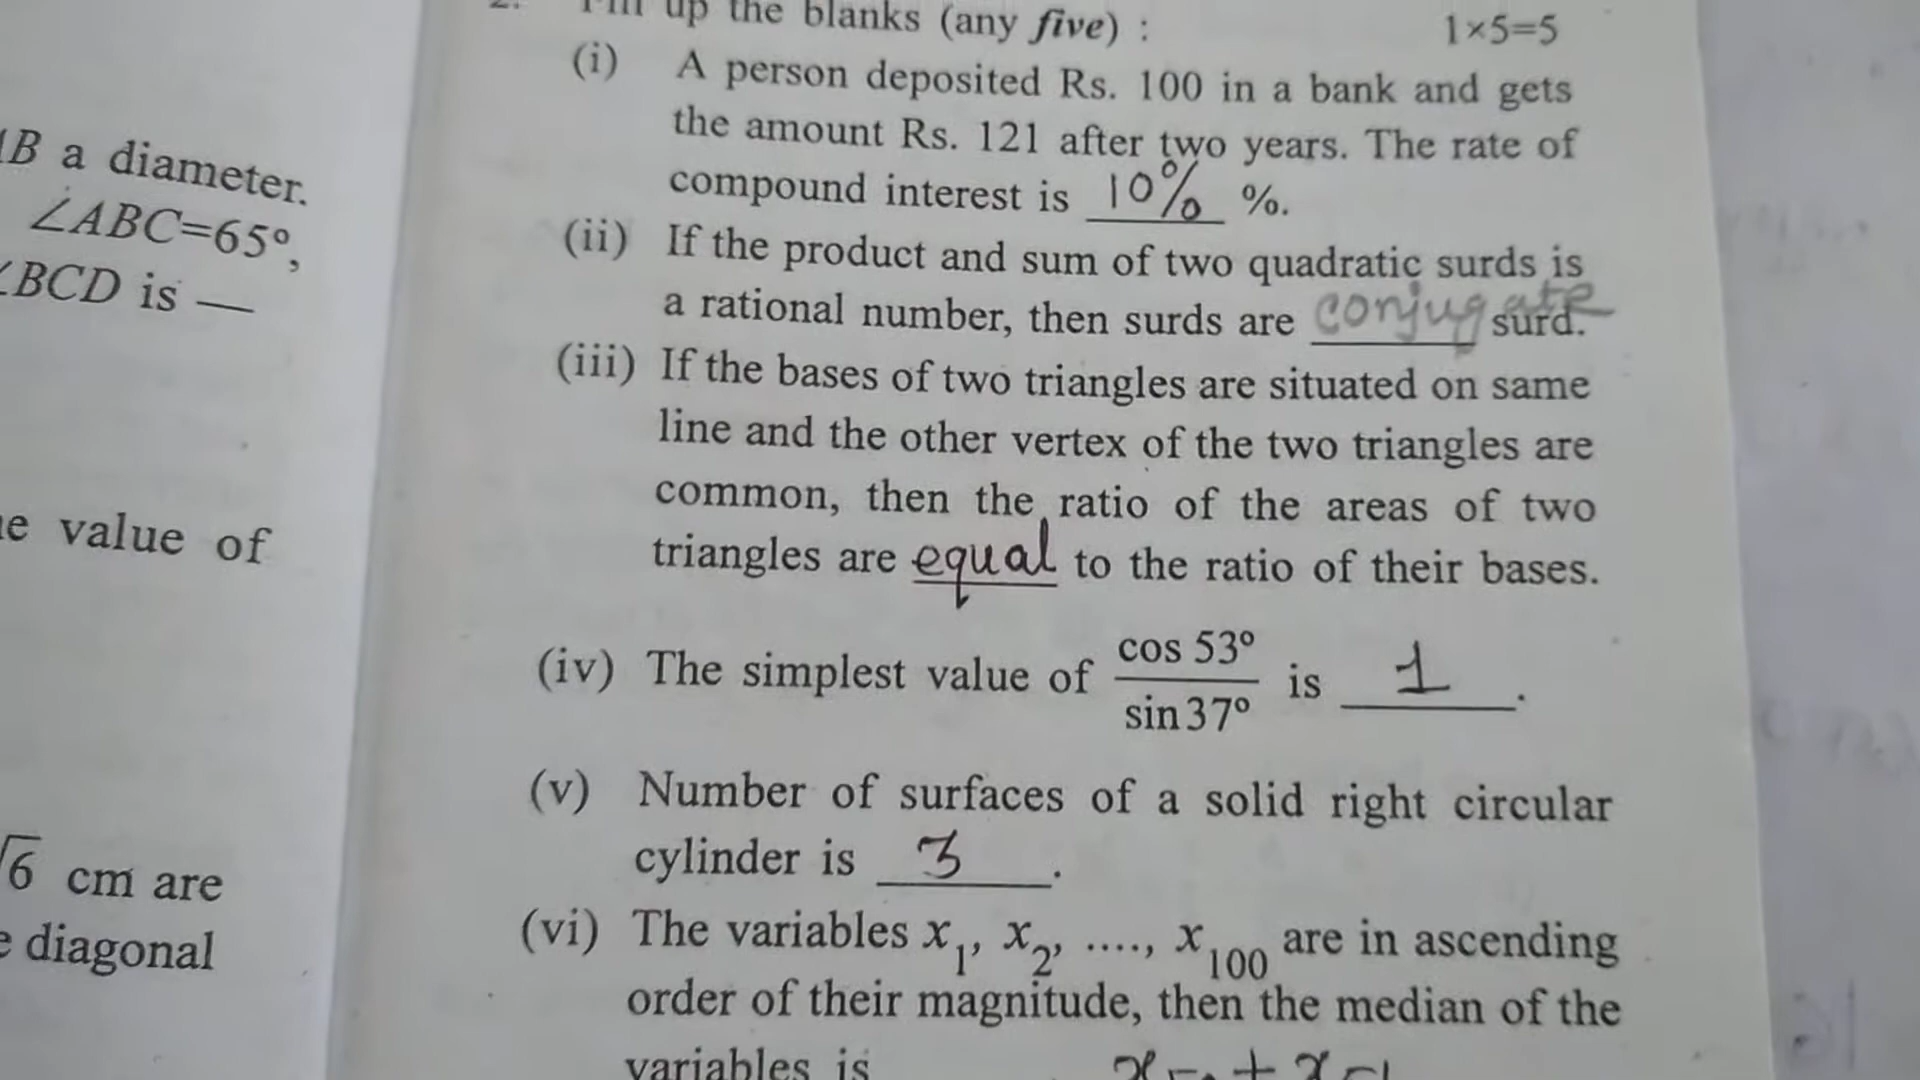 B a diameter.
∠ABC=65°,
∠BCD is —
value of
√6 cm are
diagonal
up the blanks (any five) : 1×5=5
(i) A person deposited Rs. 100 in a bank and gets
the amount Rs. 121 after two years. The rate of
compound interest is 10% %.
(ii) If the product and sum of two quadratic surds is
a rational number, then surds are conjugate surd.
(iii) If the bases of two triangles are situated on same
line and the other vertex of the two triangles are
common, then the ratio of the areas of two
triangles are equal to the ratio of their bases.
(iv) The simplest value of cos 53° / sin 37° is 1.
(v) Number of surfaces of a solid right circular
cylinder is 3.
(vi) The variables x₁, x₂, ...., x₁₀₀ are in ascending
order of their magnitude, then the median of the
variables is